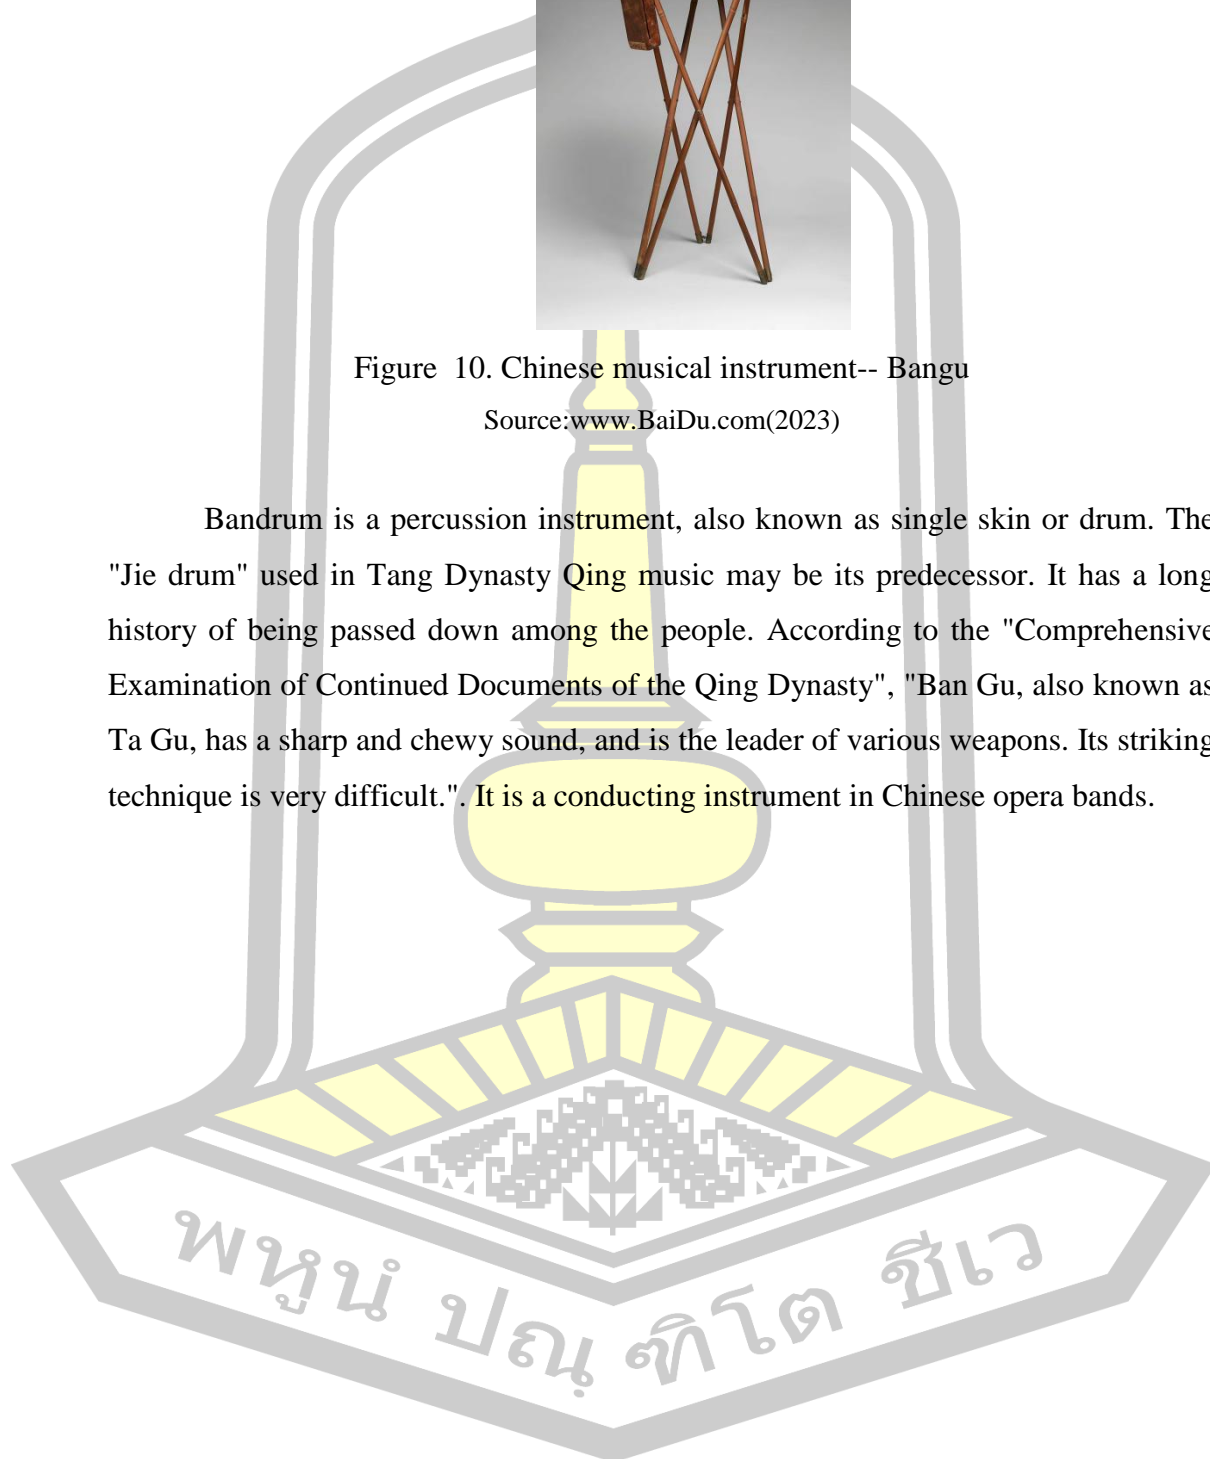 Figure  10. Chinese musical instrument-- Bangu
Source:www.BaiDu.com(2023)
Bandrum is a percussion instrument, also known as single skin or drum. The
"Jie drum" used in Tang Dynasty Qing music may be its predecessor. It has a long
history of being passed down among the people. According to the "Comprehensive
Examination of Continued Documents of the Qing Dynasty", "Ban Gu, also known as
Ta Gu, has a sharp and chewy sound, and is the leader of various weapons. Its striking
technique is very difficult.". It is a conducting instrument in Chinese opera bands.
พหูนํ ปณฺฑิโต ชีเว